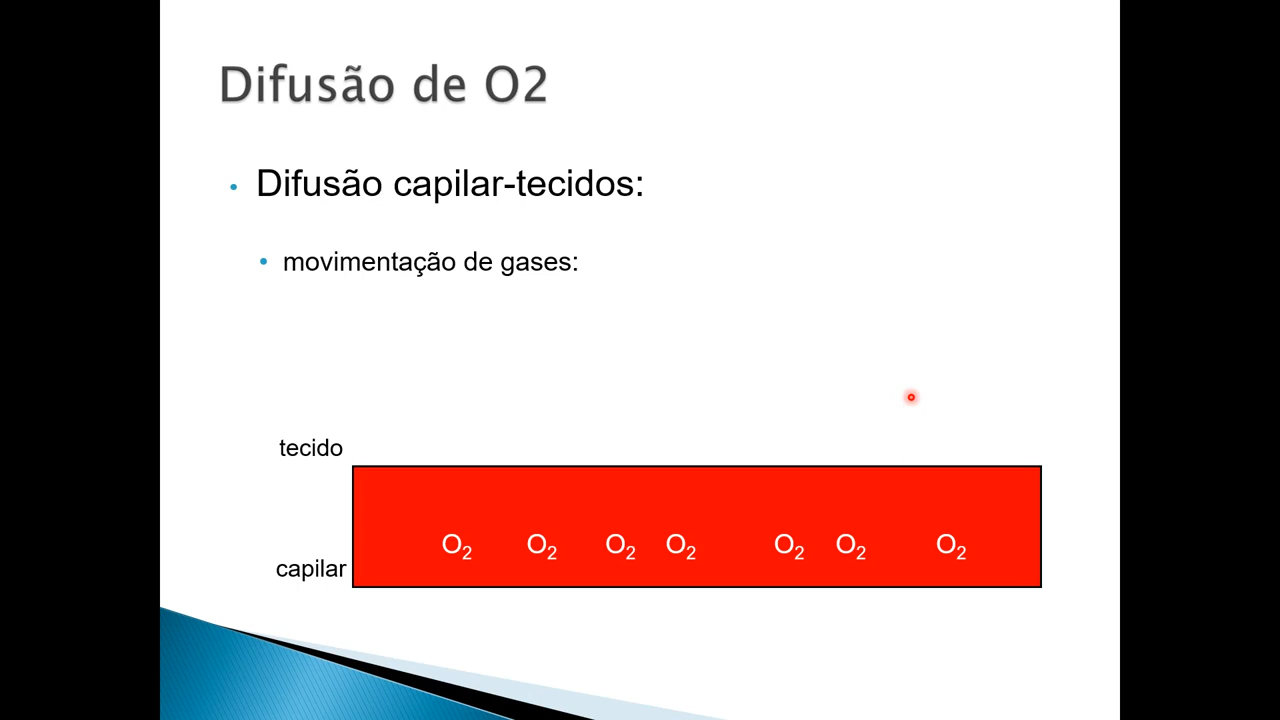 Difusão de O2
• Difusão capilar-tecidos:
• movimentação de gases:
tecido
O₂ O₂ O₂ O₂ O₂ O₂ O₂
capilar